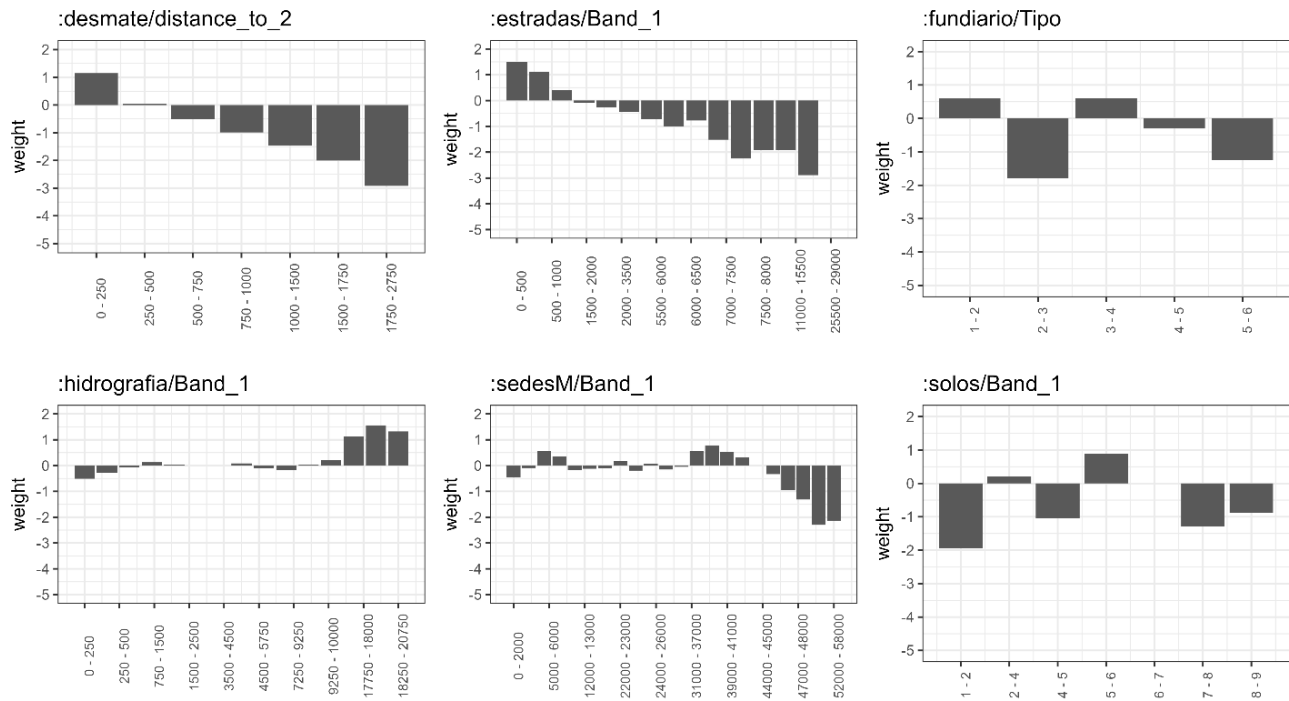 :desmate/distance_to_2
weight
2
1
0
-1
-2
-3
-4
-5
0 - 250
250 - 500
500 - 750
750 - 1000
1000 - 1500
1500 - 1750
1750 - 27750
:estradas/Band_1
weight
2
1
0
-1
-2
-3
-4
-5
0 - 500
500 - 1000
1500 - 2000
2000 - 3500
5500 - 6000
6000 - 6500
7000 - 7500
7500 - 8000
11000 - 15500
25500 - 29000
:fundiario/Tipo
weight
2
1
0
-1
-2
-3
-4
-5
1 - 2
2 - 3
3 - 4
4 - 5
5 - 6
:hidrografia/Band_1
weight
2
1
0
-1
-2
-3
-4
-5
0 - 250
250 - 500
750 - 1500
1500 - 2500
3500 - 4500
4500 - 5750
7250 - 9250
9250 - 10000
17750 - 18000
18250 - 20750
:sedesM/Band_1
weight
2
1
0
-1
-2
-3
-4
-5
0 - 2000
5000 - 6000
12000 - 13000
22000 - 23000
24000 - 26000
31000 - 37000
39000 - 41000
44000 - 45000
47000 - 48000
52000 - 58000
:solos/Band_1
weight
2
1
0
-1
-2
-3
-4
-5
1 - 2
2 - 4
4 - 5
5 - 6
6 - 7
7 - 8
8 - 9